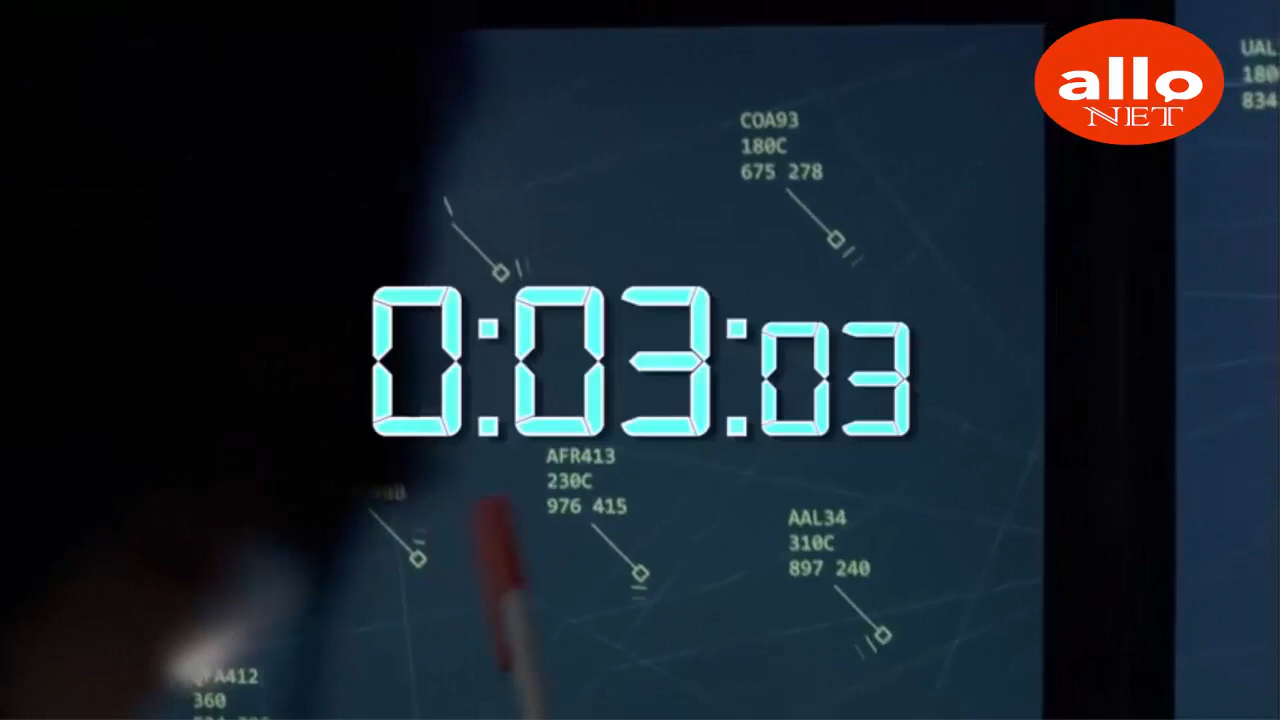 allo
NET
UAL
180
834
COA93
180C
675 278
0:03:03
AFR413
230C
976 415
AAL34
310C
897 240
A412
360